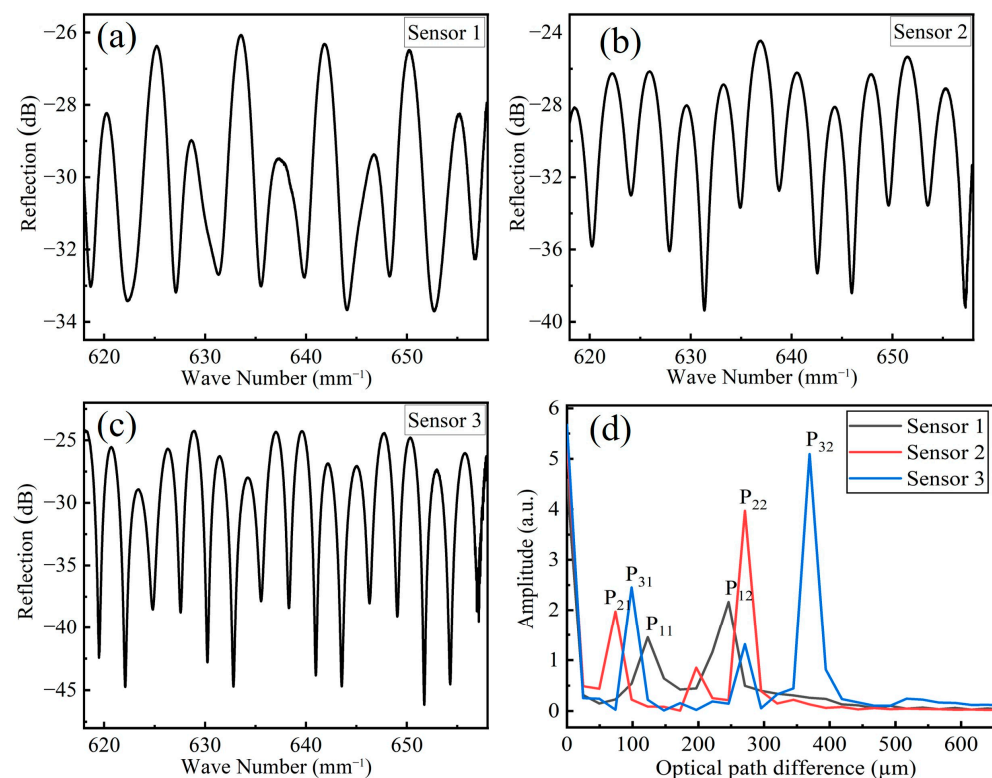 (a)
Sensor 1
−26
−28
−30
−32
−34
Reflection (dB)
620
630
640
650
Wave Number (mm⁻¹)
(b)
Sensor 2
−24
−28
−32
−36
−40
Reflection (dB)
620
630
640
650
Wave Number (mm⁻¹)
(c)
Sensor 3
−25
−30
−35
−40
−45
Reflection (dB)
620
630
640
650
Wave Number (mm⁻¹)
(d)
Sensor 1
Sensor 2
Sensor 3
6
5
4
3
2
1
0
Amplitude (a.u.)
P₃₂
P₂₂
P₃₁
P₂₁
P₁₂
P₁₁
0
100
200
300
400
500
600
Optical path difference (µm)